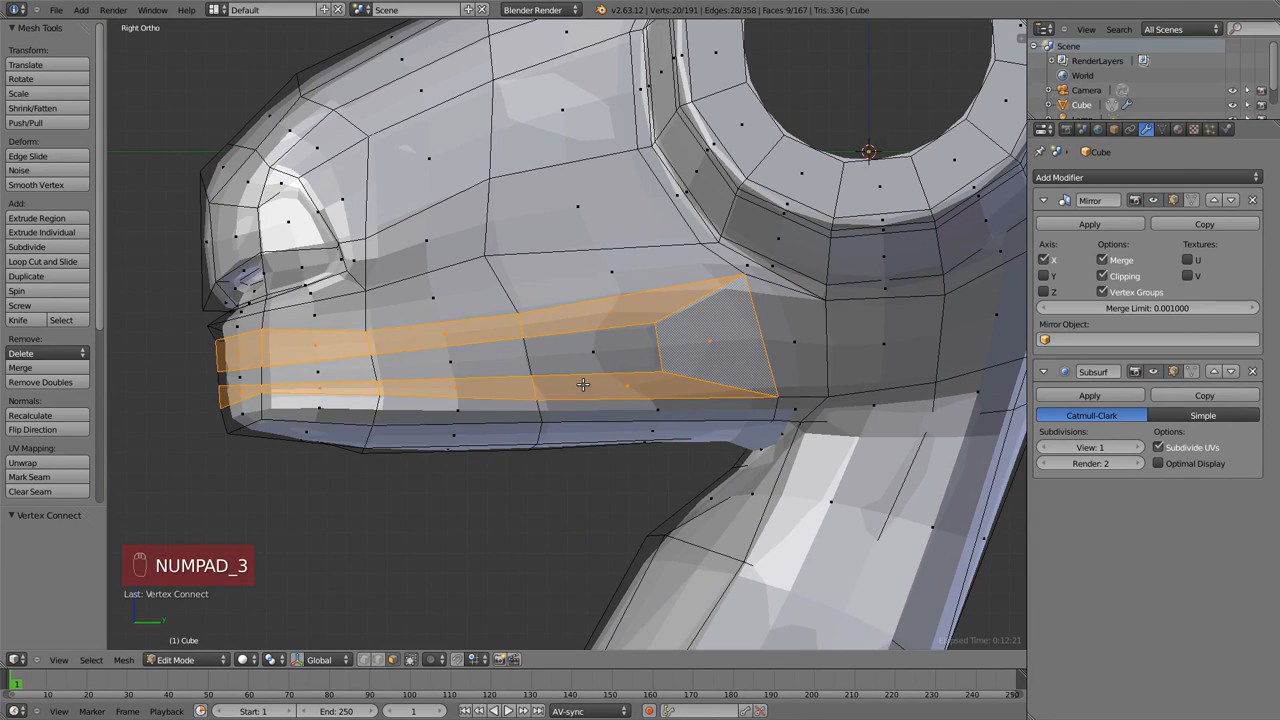 File Add Render Window Help Default Scene Blender Render v2.63.12 | Verts:20/191 | Edges:28/358 | Faces:9/167 | Tris:336 | Cube
Mesh Tools
Transform:
Translate
Rotate
Scale
Shrink/Fatten
Push/Pull
Deform:
Edge Slide
Noise
Smooth Vertex
Add:
Extrude Region
Extrude Individual
Subdivide
Loop Cut and Slide
Duplicate
Spin
Screw
Knife Select
Remove:
Delete
Merge
Remove Doubles
Normals:
Recalculate
Flip Direction
UV Mapping:
Unwrap
Mark Seam
Clear Seam
Vertex Connect
Right Ortho
NUMPAD_3
Last: Vertex Connect
z
y
(1) Cube
Elapsed Time: 0:12:21
View Search All Scenes
Scene
RenderLayers
World
Camera
Cube
Cube
Add Modifier
Mirror
Apply Copy
Axis: Options: Textures:
X Merge U
Y Clipping V
Z Vertex Groups
Merge Limit: 0.001000
Mirror Object:
Subsurf
Apply Copy
Catmull-Clark Simple
Subdivisions: Options:
View: 1 Subdivide UVs
Render: 2 Optimal Display
View Select Mesh Edit Mode Global
1
0 10 20 30 40 50 60 70 80 90 100 110 120 130 140 150 160 170 180 190 200 210 220 230 240 250
View Marker Frame Playback Start: 1 End: 250 1 AV-sync